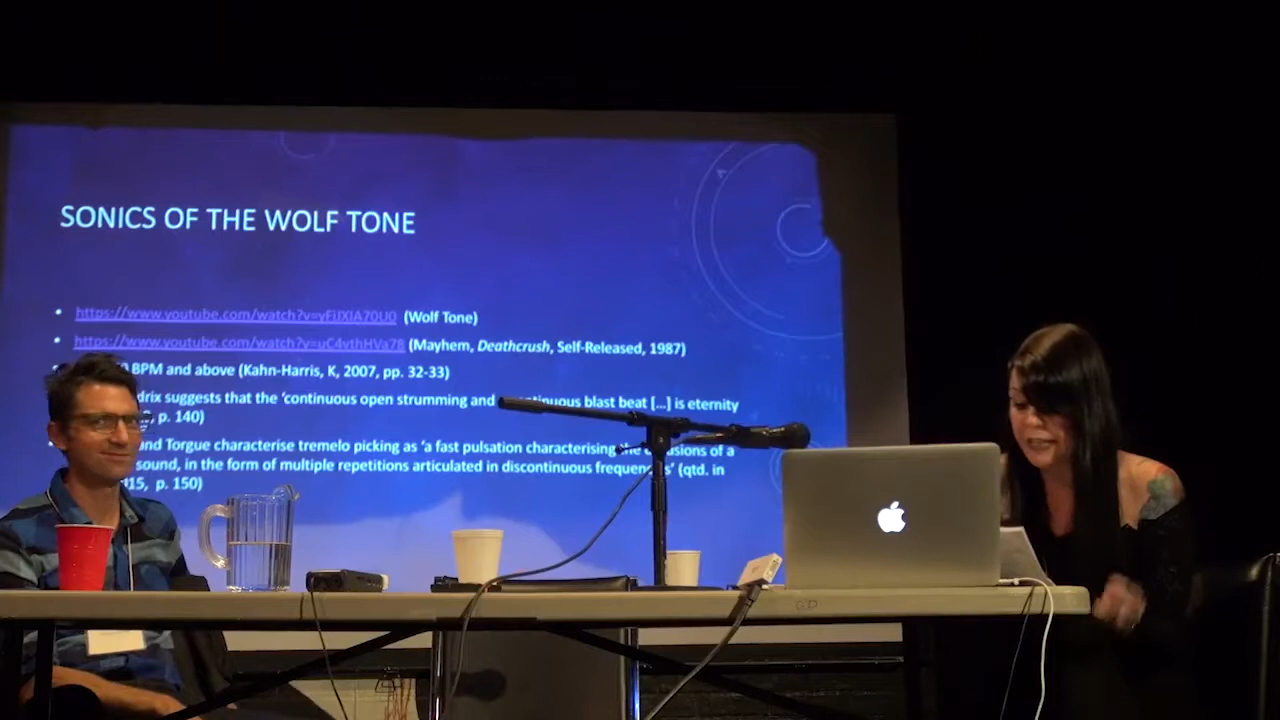 SONICS OF THE WOLF TONE
• https://www.youtube.com/watch?v=yFiJXIA70U0 (Wolf Tone)
• https://www.youtube.com/watch?v=uC4vthHVa78 (Mayhem, Deathcrush, Self-Released, 1987)
BPM and above (Kahn-Harris, K, 2007, pp. 32-33)
suggests that the ‘continuous open strumming and blast beat [...] is eternity
, p. 140)
and Torgue characterise tremelo picking as ‘a fast pulsation characterising of a
sound, in the form of multiple repetitions articulated in discontinuous (qtd. in
p. 150)